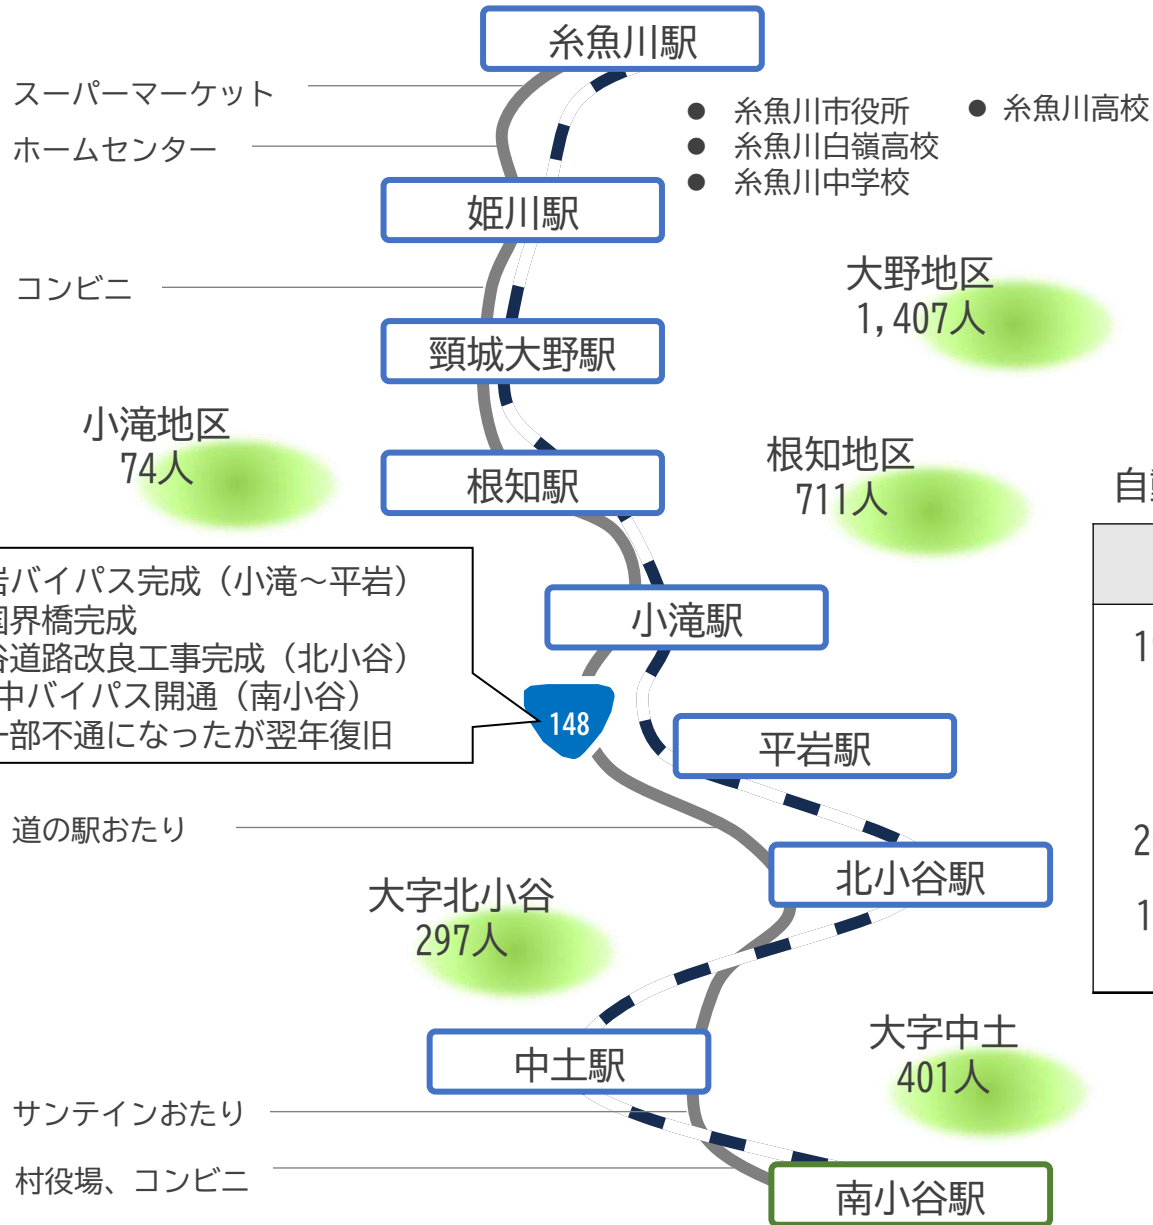 糸魚川駅
スーパーマーケット
ホームセンター
● 糸魚川市役所
● 糸魚川高校
● 糸魚川白嶺高校
● 糸魚川中学校
姫川駅
コンビニ
大野地区
1,407人
頸城大野駅
小滝地区
74人
根知駅
根知地区
711人
岩バイパス完成（小滝～平岩）
国界橋完成
谷道路改良工事完成（北小谷）
中バイパス開通（南小谷）
一部不通になったが翌年復旧
小滝駅
148
平岩駅
道の駅おたり
北小谷駅
大字北小谷
297人
中土駅
大字中土
401人
サンテインおたり
村役場、コンビニ
南小谷駅
自
1
2
1